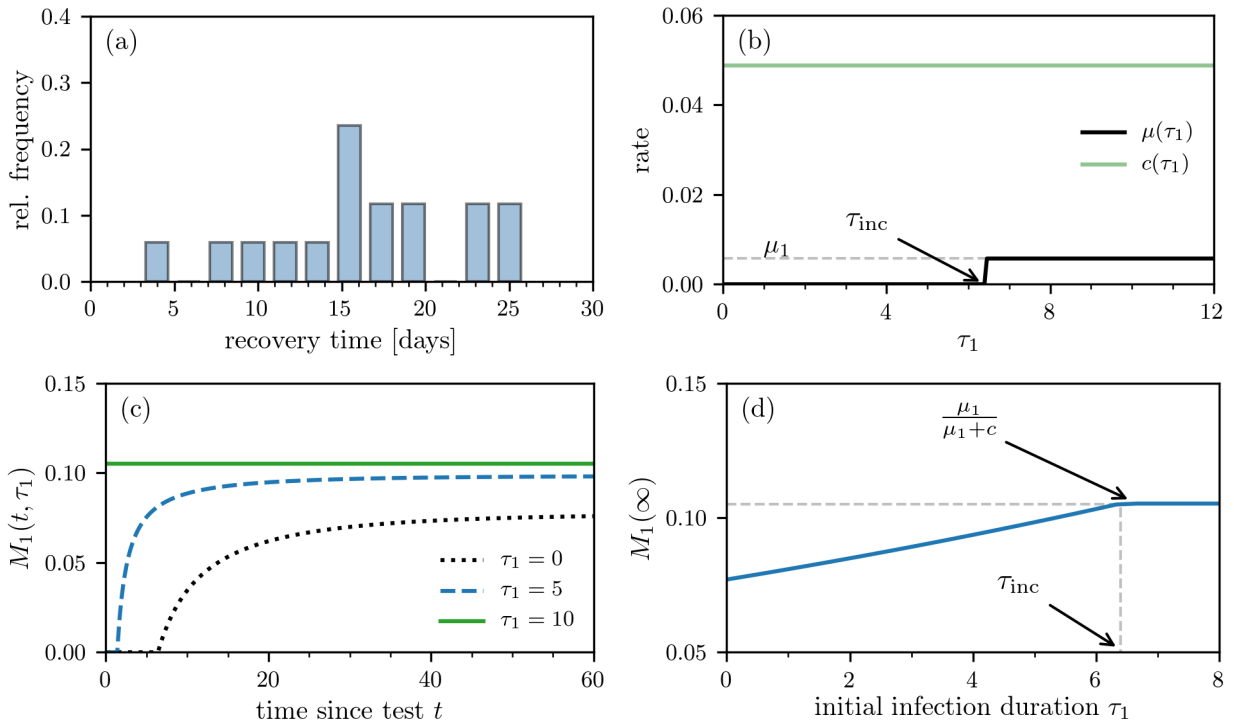 (a)
rel. frequency
0.4
0.3
0.2
0.1
0.0
0 5 10 15 20 25 30
recovery time [days]
(b)
rate
0.06
0.04
0.02
0.00
μ(τ₁)
c(τ₁)
τ_inc
μ₁
0 4 8 12
τ₁
(c)
M₁(t, τ₁)
0.15
0.10
0.05
0.00
τ₁ = 0
τ₁ = 5
τ₁ = 10
0 20 40 60
time since test t
(d)
M₁(∞)
0.15
0.10
0.05
μ₁
μ₁+c
τ_inc
0 2 4 6 8
initial infection duration τ₁